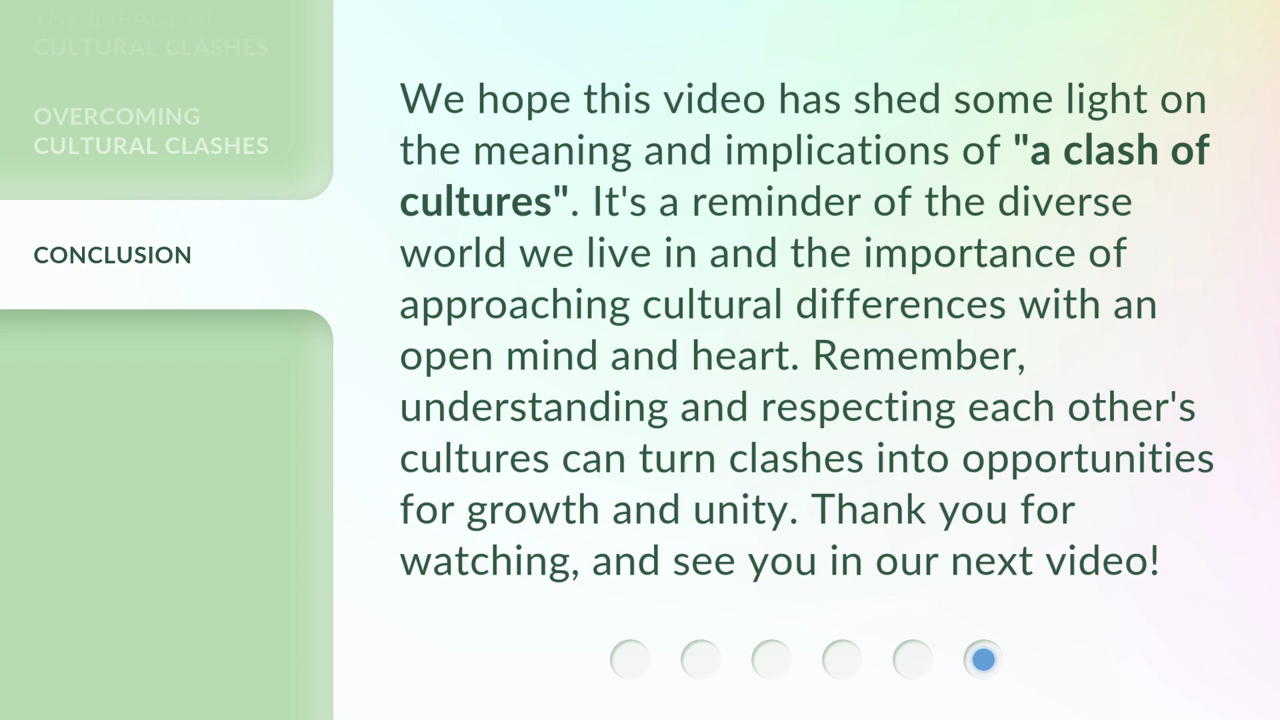 THE IMPACT OF
CULTURAL CLASHES
OVERCOMING
CULTURAL CLASHES
CONCLUSION
We hope this video has shed some light on
the meaning and implications of "a clash of
cultures". It's a reminder of the diverse
world we live in and the importance of
approaching cultural differences with an
open mind and heart. Remember,
understanding and respecting each other's
cultures can turn clashes into opportunities
for growth and unity. Thank you for
watching, and see you in our next video!